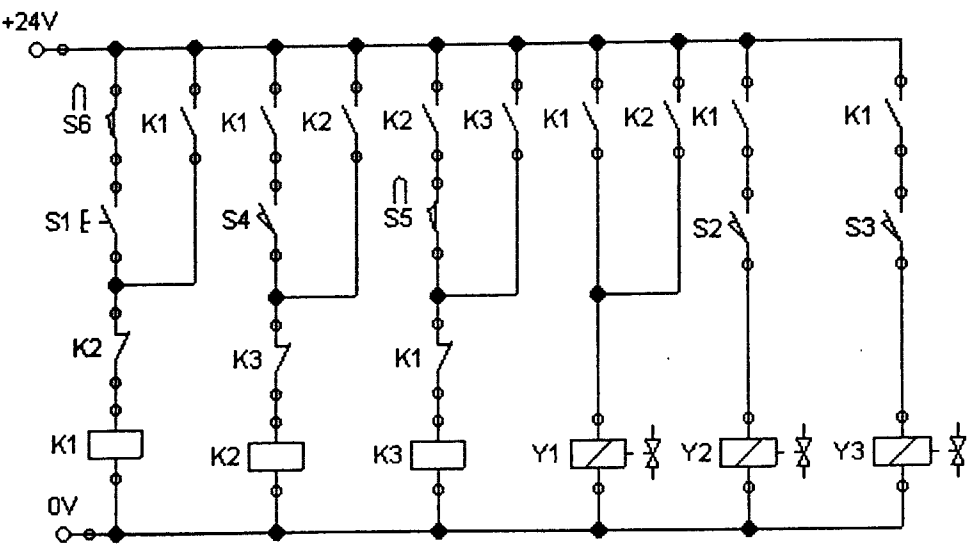 +24V
S6 K1 K1 K2 K2 K3 K1 K2 K1 K1
S1 S4 S5 S2 S3
K2 K3 K1
K1 K2 K3 Y1 Y2 Y3
0V